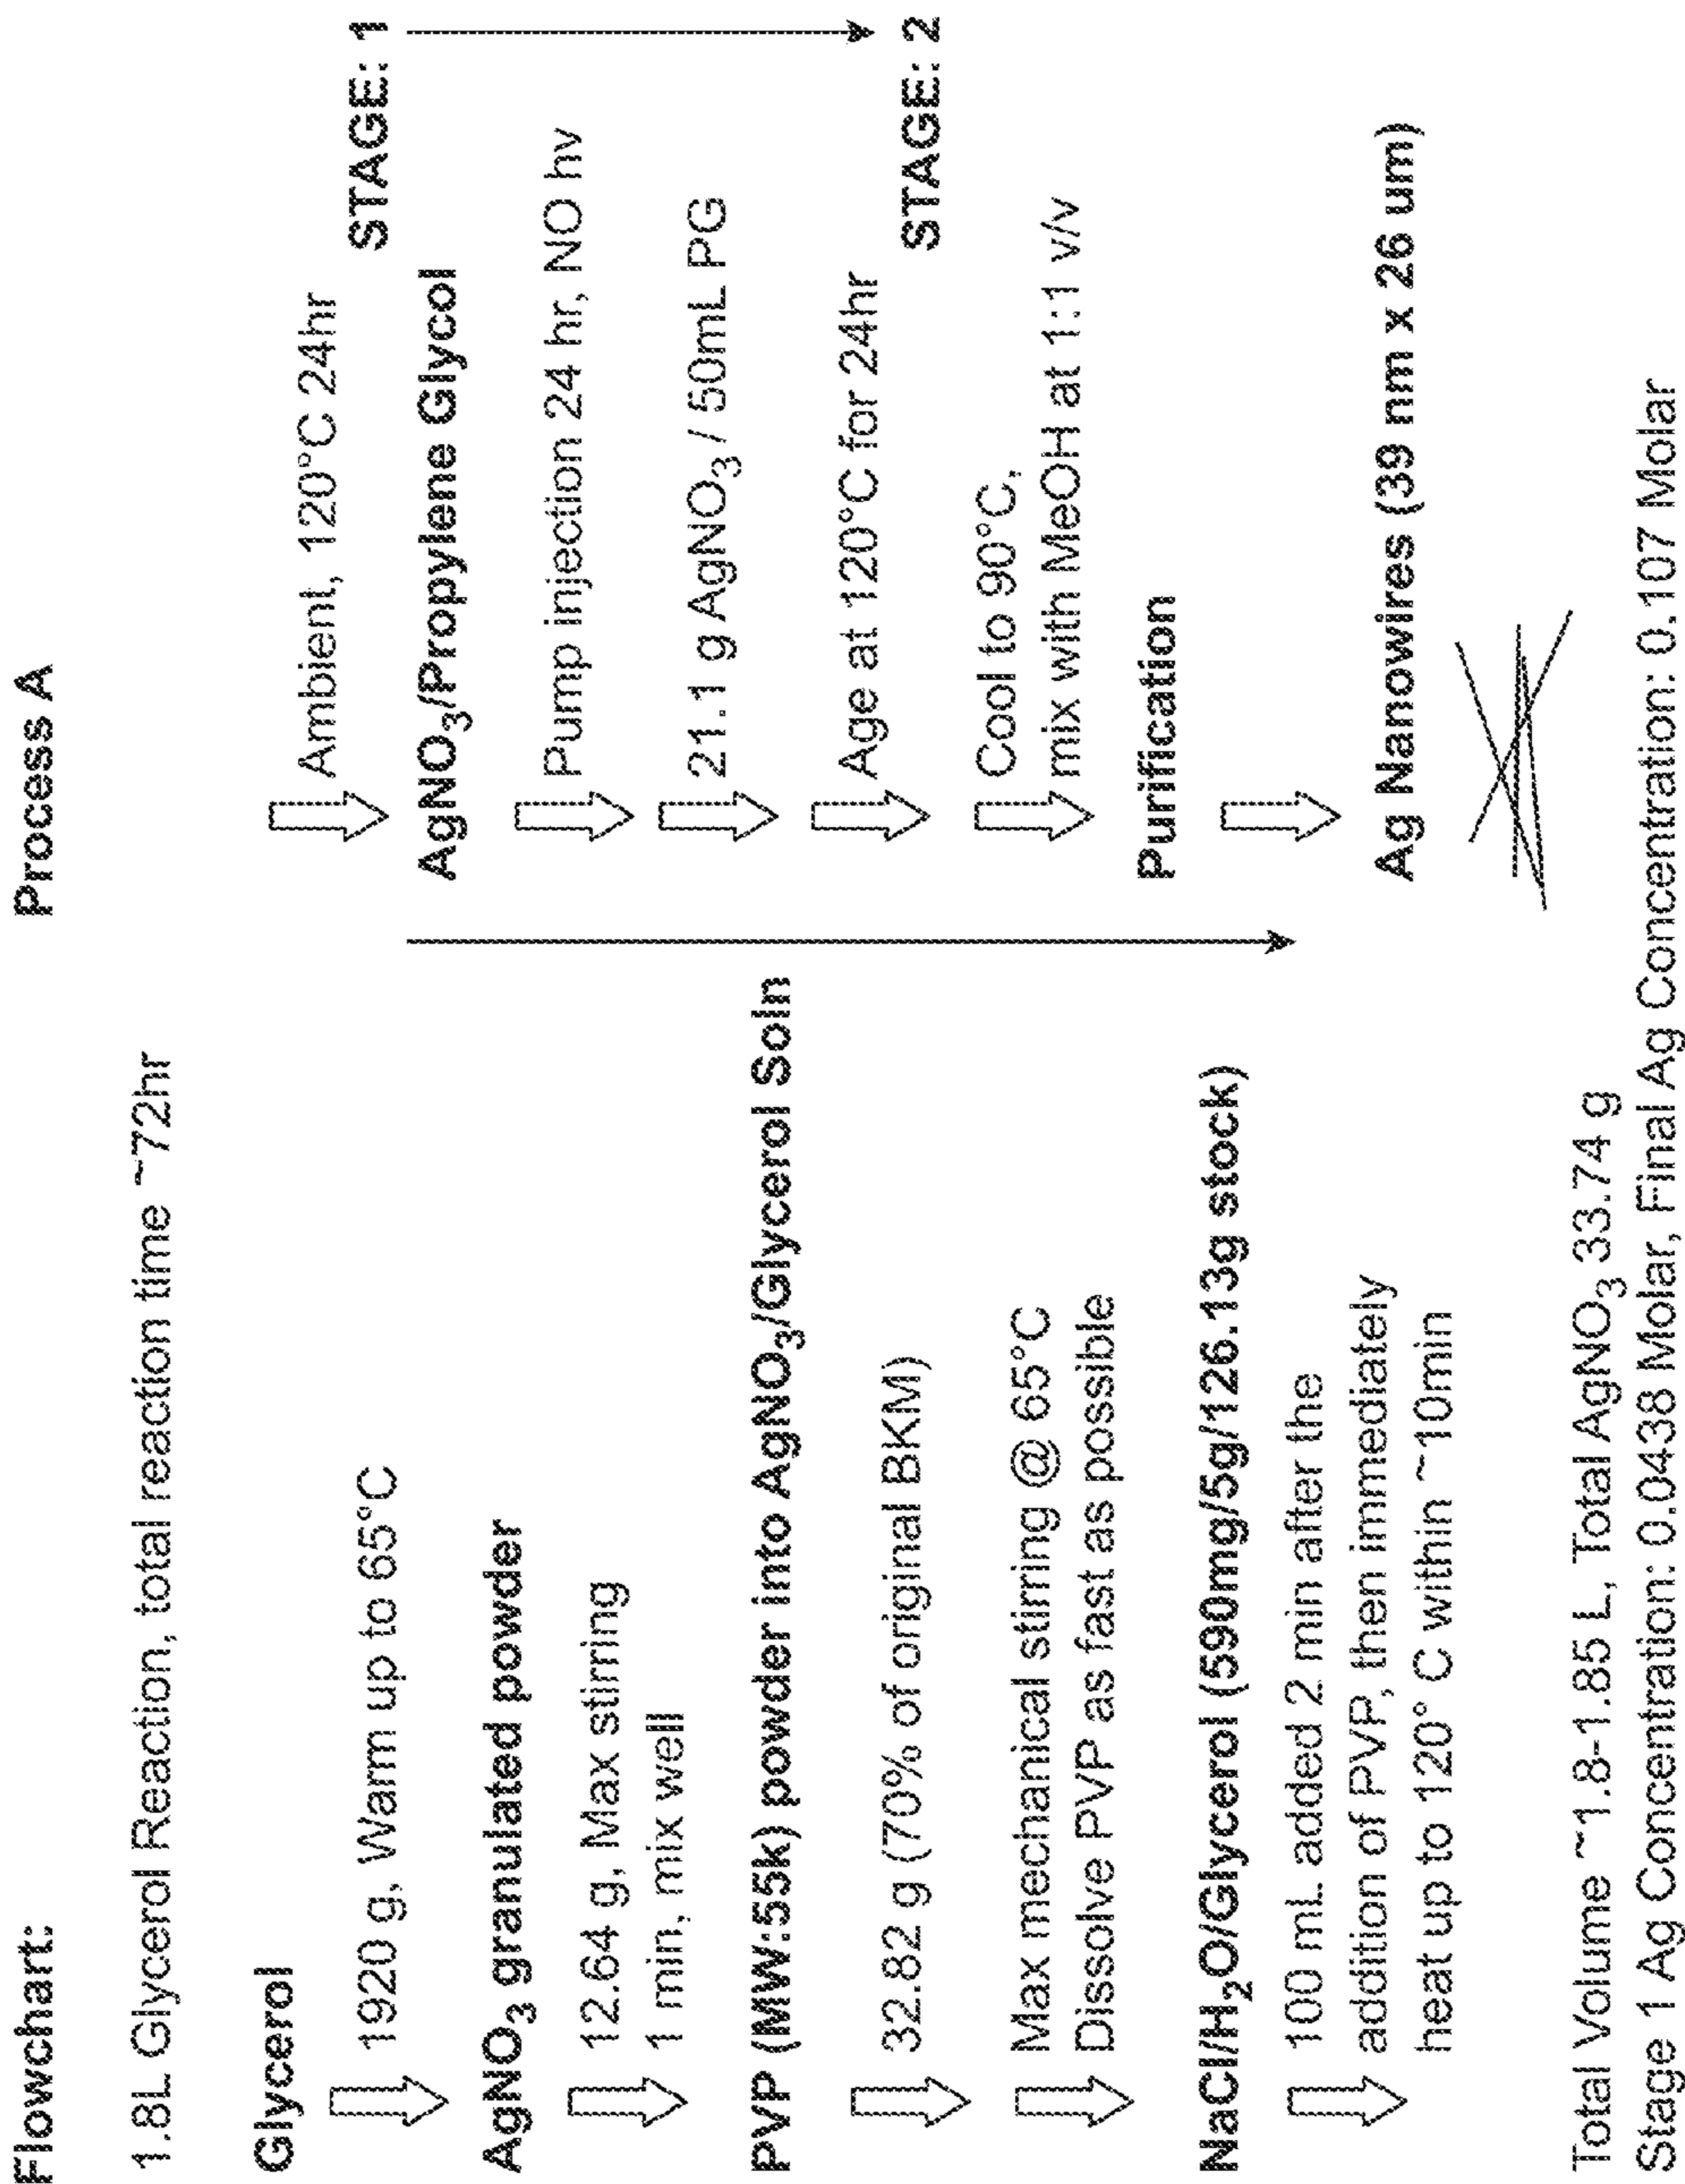 Flowchart:
Process A
1.8L Glycerol Reaction, total reaction time ~72hr
Glycerol
1920 g, Warm up to 65°C
AgNO₃ granulated powder
12.64 g, Max stirring
1 min, mix well
PVP (MW:55k) powder into AgNO₃/Glycerol Soln
32.82 g (70% of original BKM)
Max mechanical stirring @ 65°C
Dissolve PVP as fast as possible
NaCl/H₂O/Glycerol (590mg/5g/126.13g stock)
100 mL added 2 min after the
addition of PVP, then immediately
heat up to 120° C within ~10min
Ambient, 120°C 24hr
STAGE: 1
AgNO₃/Propylene Glycol
Pump injection 24 hr, NO hv
21.1 g AgNO₃ / 50mL PG
Age at 120°C for 24hr
STAGE: 2
Cool to 90°C,
mix with MeOH at 1:1 v/v
Purification
Ag Nanowires (39 nm x 26 um)
Total Volume ~1.8-1.85 L, Total AgNO₃ 33.74 g
Stage 1 Ag Concentration: 0.0438 Molar, Final Ag Concentration: 0.107 Molar